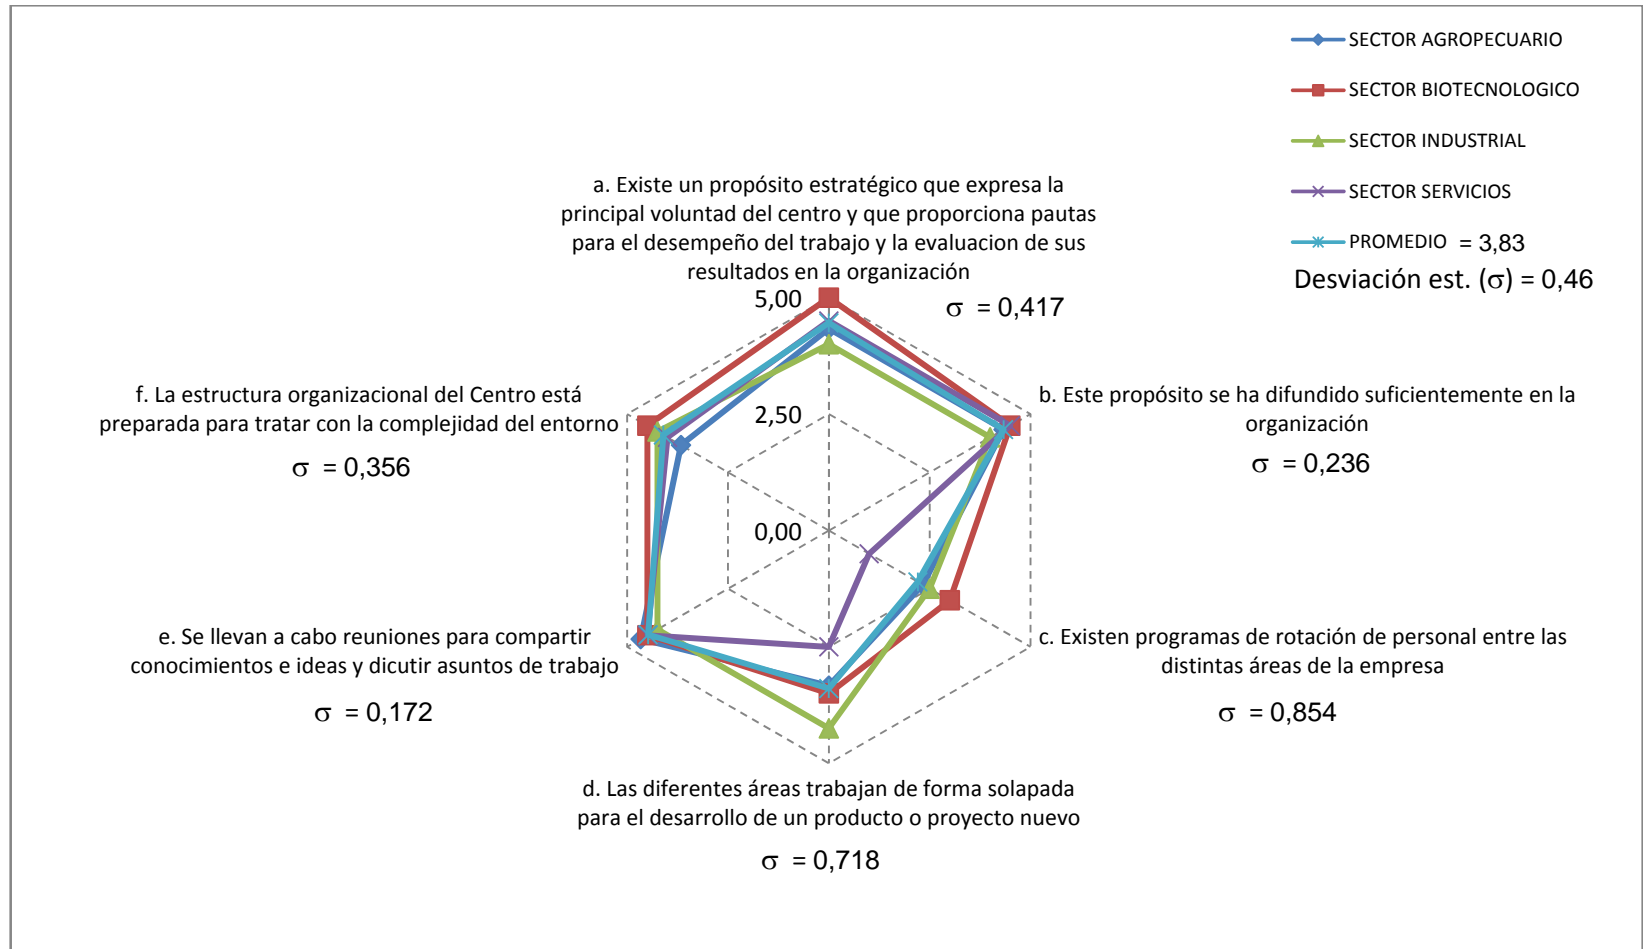 SECTOR AGROPECUARIO
SECTOR BIOTECNOLOGICO
SECTOR INDUSTRIAL
SECTOR SERVICIOS
PROMEDIO = 3,83
Desviación est. (σ) = 0,46
a. Existe un propósito estratégico que expresa la
principal voluntad del centro y que proporciona pautas
para el desempeño del trabajo y la evaluacion de sus
resultados en la organización
σ = 0,417
5,00
2,50
0,00
b. Este propósito se ha difundido suficientemente en la
organización
σ = 0,236
c. Existen programas de rotación de personal entre las
distintas áreas de la empresa
σ = 0,854
d. Las diferentes áreas trabajan de forma solapada
para el desarrollo de un producto o proyecto nuevo
σ = 0,718
e. Se llevan a cabo reuniones para compartir
conocimientos e ideas y dicutir asuntos de trabajo
σ = 0,172
f. La estructura organizacional del Centro está
preparada para tratar con la complejidad del entorno
σ = 0,356